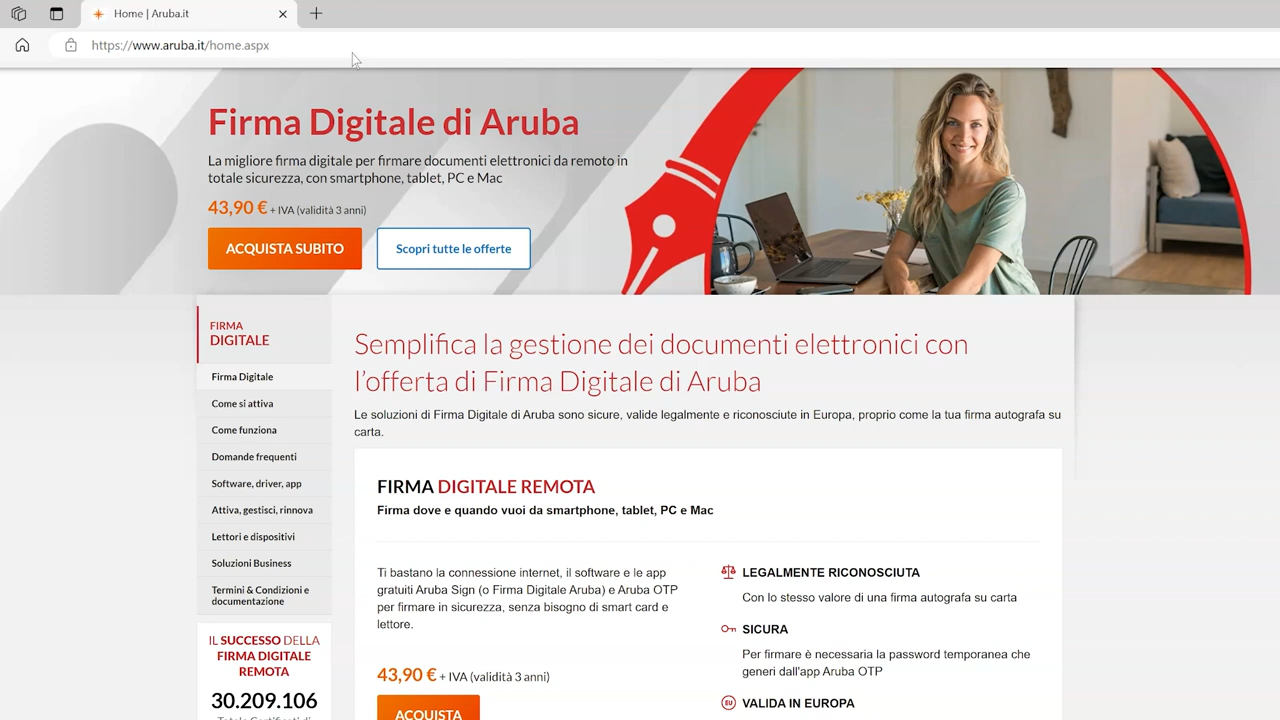 Home | Aruba.it
https://www.aruba.it/home.aspx
Firma Digitale di Aruba
La migliore firma digitale per firmare documenti elettronici da remoto in
totale sicurezza, con smartphone, tablet, PC e Mac
43,90 € + IVA (validità 3 anni)
ACQUISTA SUBITO
Scopri tutte le offerte
FIRMA
DIGITALE
Firma Digitale
Come si attiva
Come funziona
Domande frequenti
Software, driver, app
Attiva, gestisci, rinnova
Lettori e dispositivi
Soluzioni Business
Termini & Condizioni e
documentazione
IL SUCCESSO DELLA
FIRMA DIGITALE
REMOTA
30.209.106
Totale Certificati di
Semplifica la gestione dei documenti elettronici con
l'offerta di Firma Digitale di Aruba
Le soluzioni di Firma Digitale di Aruba sono sicure, valide legalmente e riconosciute in Europa, proprio come la tua firma autografa su
carta.
FIRMA DIGITALE REMOTA
Firma dove e quando vuoi da smartphone, tablet, PC e Mac
Ti bastano la connessione internet, il software e le app
gratuiti Aruba Sign (o Firma Digitale Aruba) e Aruba OTP
per firmare in sicurezza, senza bisogno di smart card e
lettore.
43,90 € + IVA (validità 3 anni)
ACQUISTA
LEGALMENTE RICONOSCIUTA
Con lo stesso valore di una firma autografa su carta
SICURA
Per firmare è necessaria la password temporanea che
generi dall'app Aruba OTP
EU
VALIDA IN EUROPA